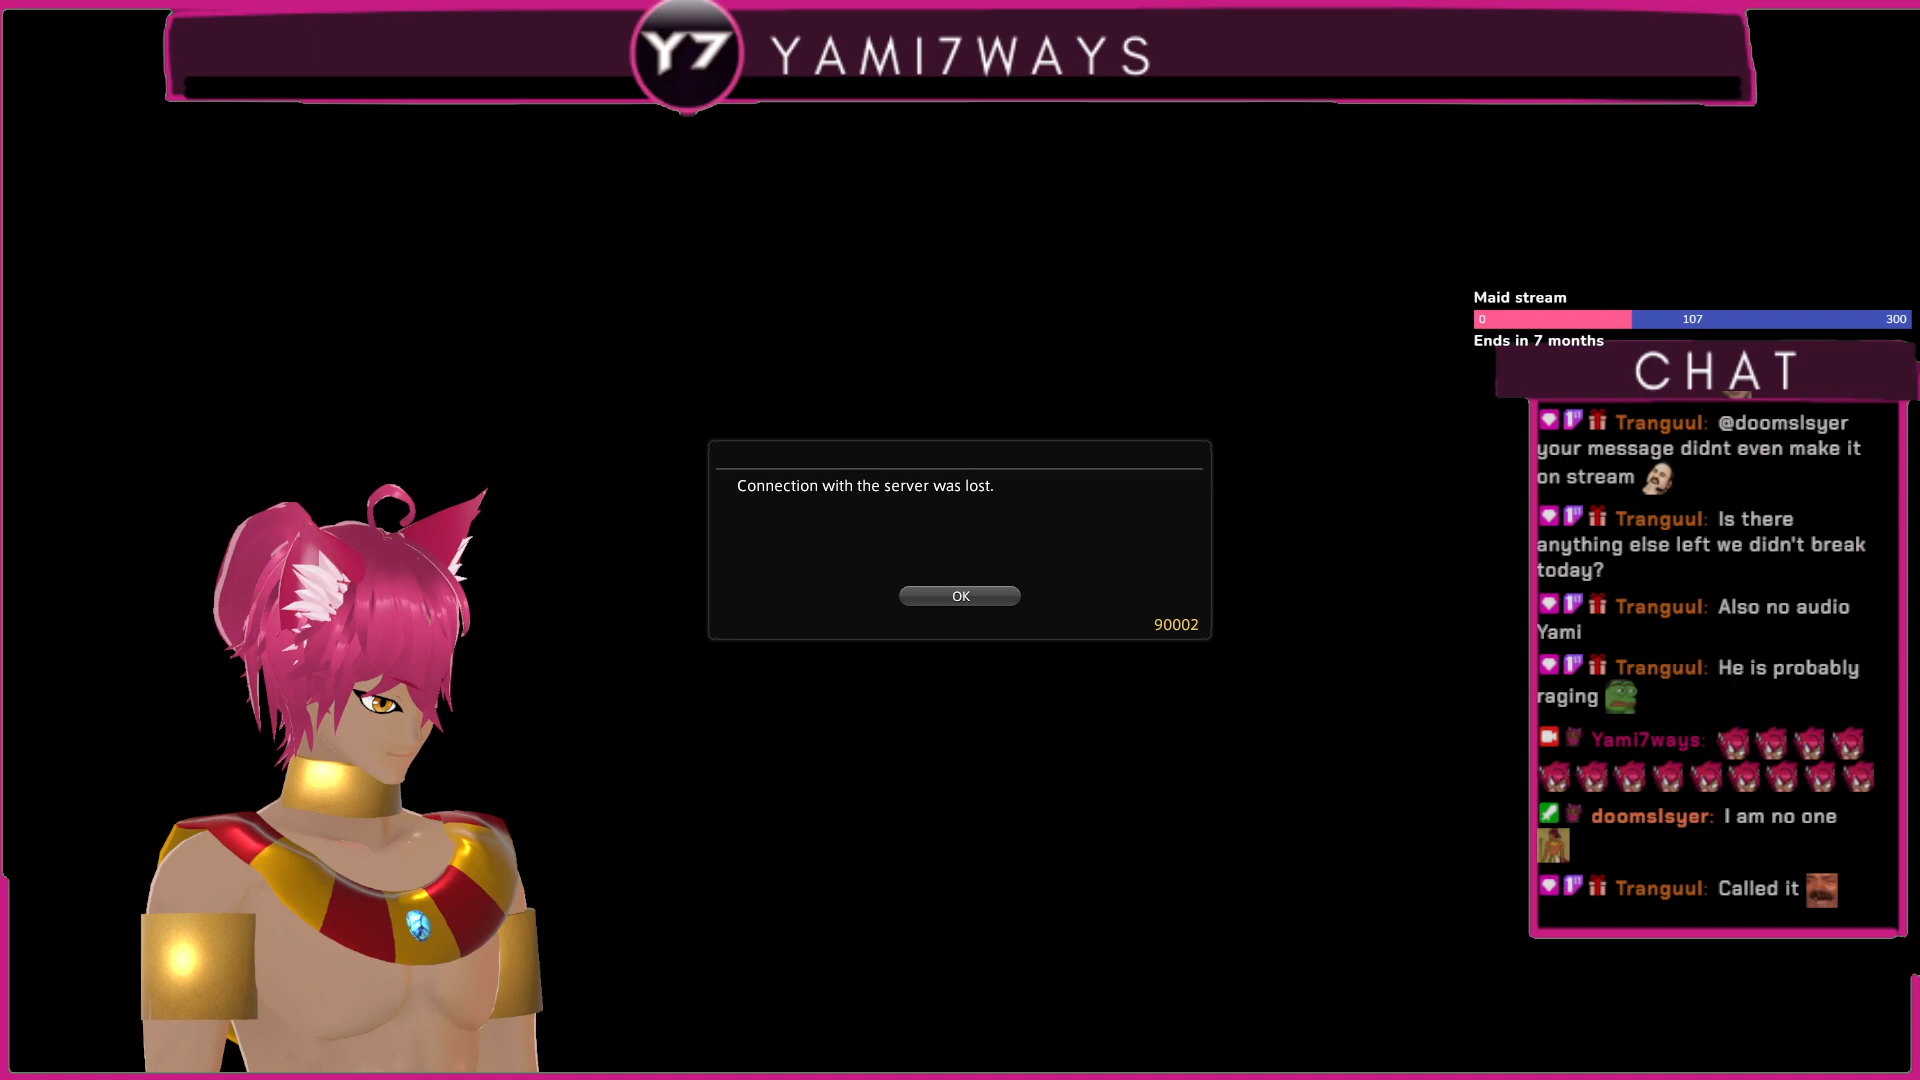 Y7 YAMI7WAYS
Maid stream
0 107 300
Ends in 7 months
CHAT
Tranguul: @doomslsyer
your message didnt even make it
on stream
Tranguul: Is there
anything else left we didn't break
today?
Tranguul: Also no audio
Yami
Tranguul: He is probably
raging
Yami7ways:
doomslsyer: I am no one
Tranguul: Called it
Connection with the server was lost.
OK
90002